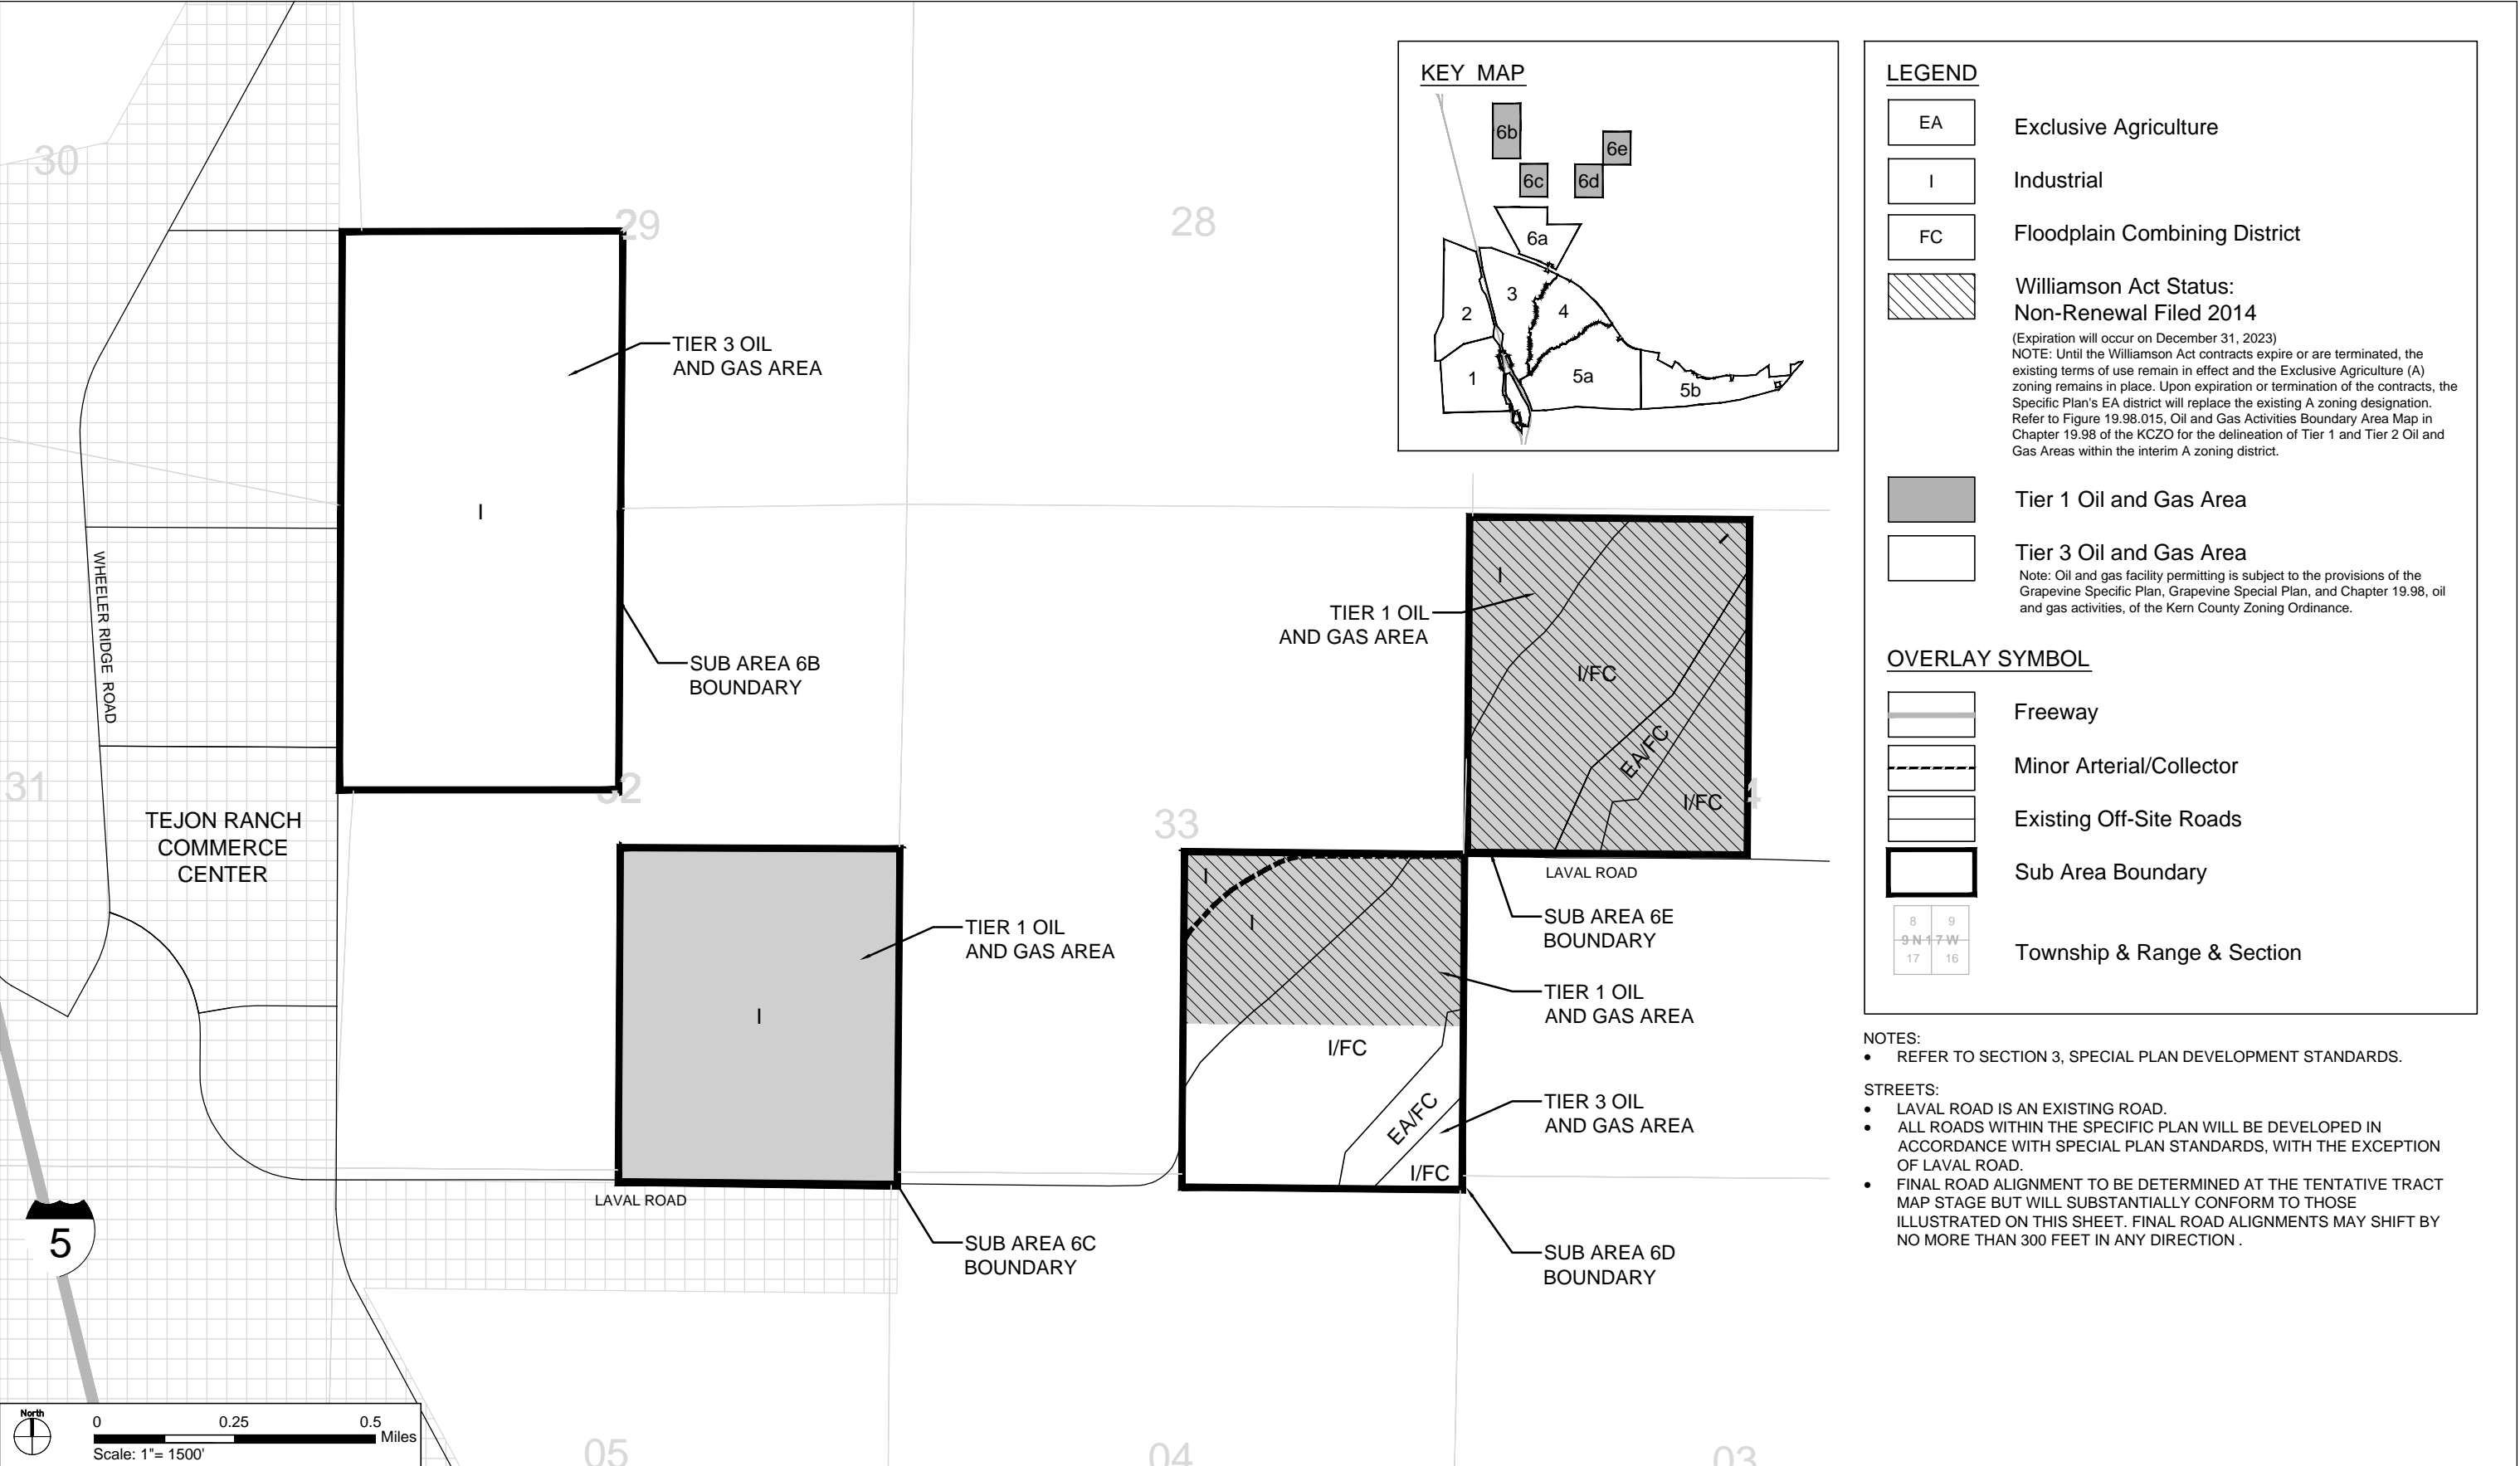 30
29
28
31
32
33
4
05
04
03
WHEELER RIDGE ROAD
TEJON RANCH
COMMERCE
CENTER
I
TIER 3 OIL
AND GAS AREA
SUB AREA 6B
BOUNDARY
I
TIER 1 OIL
AND GAS AREA
LAVAL ROAD
SUB AREA 6C
BOUNDARY
TIER 1 OIL
AND GAS AREA
I
I
I/FC
EA/FC
I/FC
LAVAL ROAD
SUB AREA 6E
BOUNDARY
I
I
TIER 1 OIL
AND GAS AREA
I/FC
EA/FC
I/FC
TIER 3 OIL
AND GAS AREA
SUB AREA 6D
BOUNDARY
5
North
0 0.25 0.5
Miles
Scale: 1"= 1500'
KEY MAP
6b
6e
6c
6d
6a
3
2
4
1
5a
5b
LEGEND
EA Exclusive Agriculture
I Industrial
FC Floodplain Combining District
Williamson Act Status:
Non-Renewal Filed 2014
(Expiration will occur on December 31, 2023)
NOTE: Until the Williamson Act contracts expire or are terminated, the
existing terms of use remain in effect and the Exclusive Agriculture (A)
zoning remains in place. Upon expiration or termination of the contracts, the
Specific Plan's EA district will replace the existing A zoning designation.
Refer to Figure 19.98.015, Oil and Gas Activities Boundary Area Map in
Chapter 19.98 of the KCZO for the delineation of Tier 1 and Tier 2 Oil and
Gas Areas within the interim A zoning district.
Tier 1 Oil and Gas Area
Tier 3 Oil and Gas Area
Note: Oil and gas facility permitting is subject to the provisions of the
Grapevine Specific Plan, Grapevine Special Plan, and Chapter 19.98, oil
and gas activities, of the Kern County Zoning Ordinance.
OVERLAY SYMBOL
Freeway
Minor Arterial/Collector
Existing Off-Site Roads
Sub Area Boundary
8 9
9 N 17 W
17 16
Township & Range & Section
NOTES:
• REFER TO SECTION 3, SPECIAL PLAN DEVELOPMENT STANDARDS.
STREETS:
• LAVAL ROAD IS AN EXISTING ROAD.
• ALL ROADS WITHIN THE SPECIFIC PLAN WILL BE DEVELOPED IN
ACCORDANCE WITH SPECIAL PLAN STANDARDS, WITH THE EXCEPTION
OF LAVAL ROAD.
• FINAL ROAD ALIGNMENT TO BE DETERMINED AT THE TENTATIVE TRACT
MAP STAGE BUT WILL SUBSTANTIALLY CONFORM TO THOSE
ILLUSTRATED ON THIS SHEET. FINAL ROAD ALIGNMENTS MAY SHIFT BY
NO MORE THAN 300 FEET IN ANY DIRECTION .